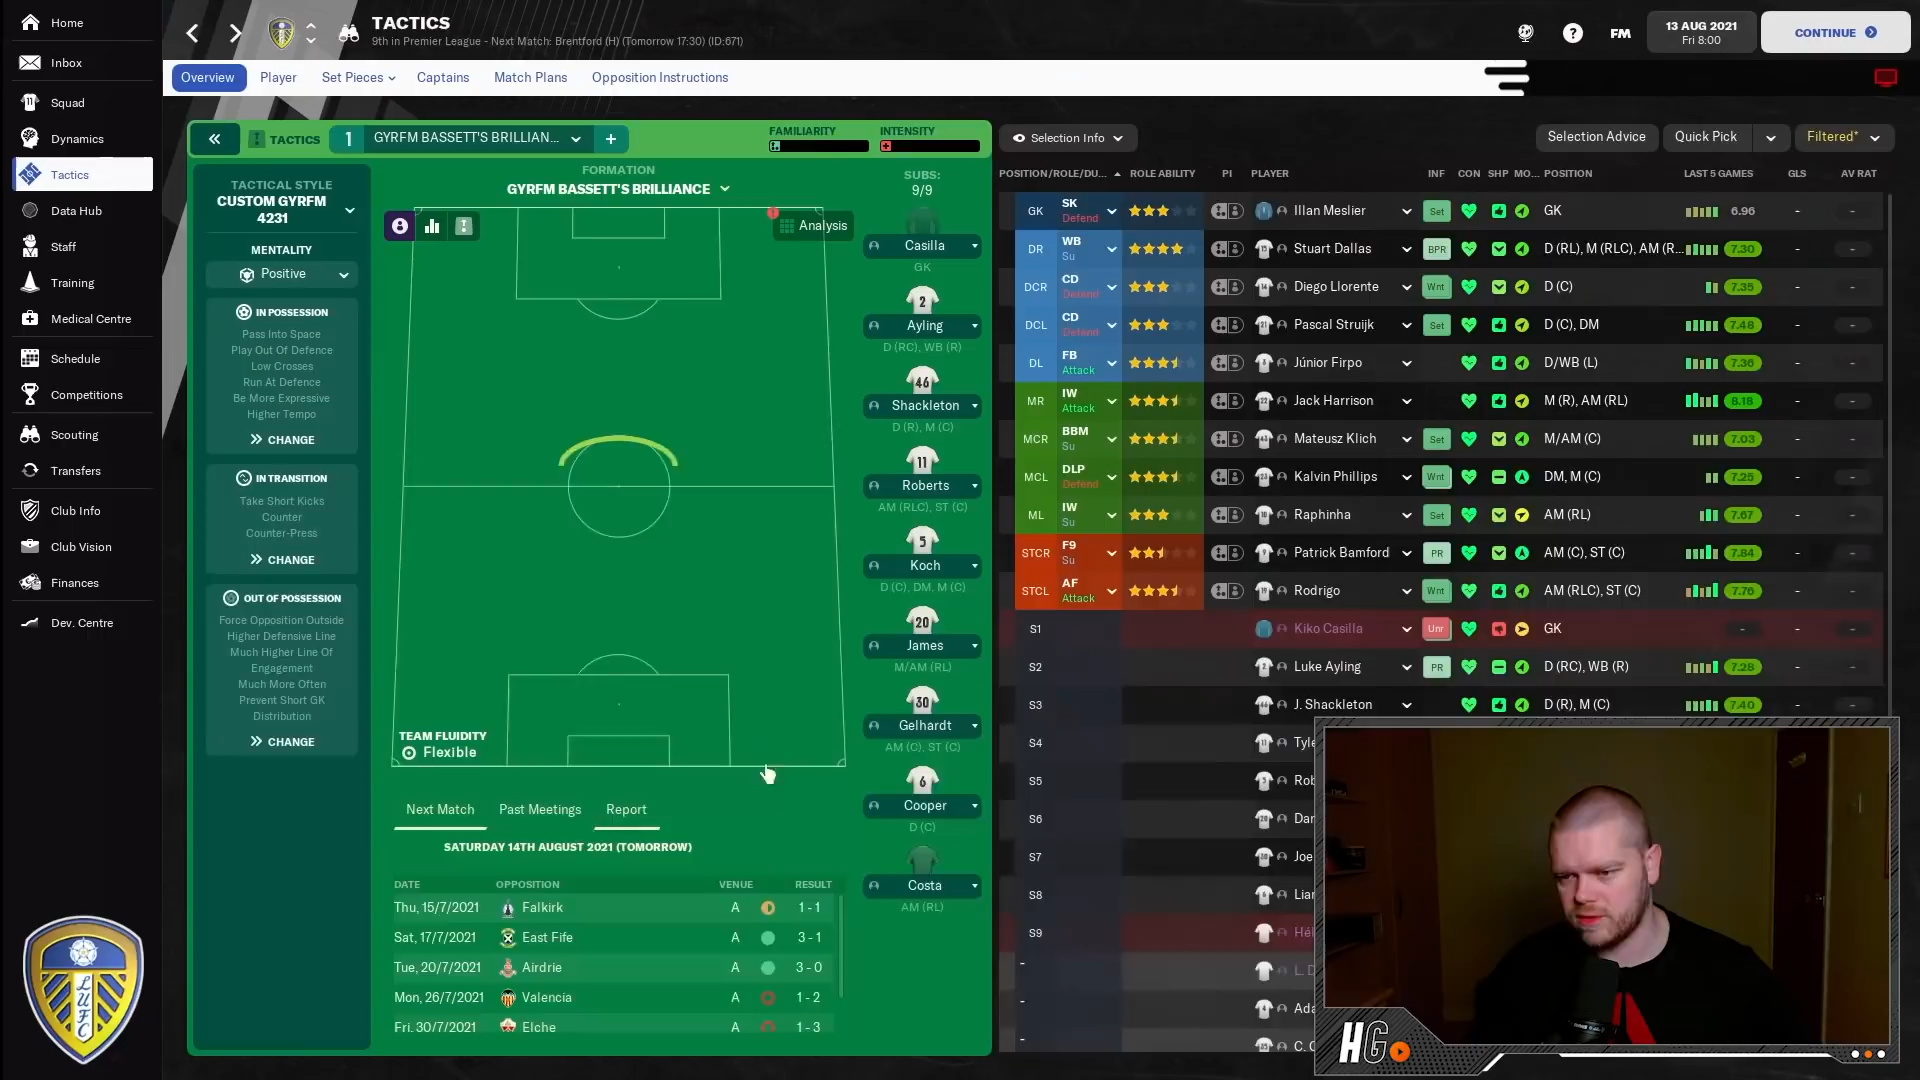 Home
Inbox
Squad
Dynamics
Tactics
Data Hub
Staff
Training
Medical Centre
Schedule
Competitions
Scouting
Transfers
Club Info
Club Vision
Finances
Dev. Centre
LUFC
TACTICS
9th in Premier League - Next Match: Brentford (H) (Tomorrow 17:30) (ID:671)
? FM
13 AUG 2021
Fri 8:00
CONTINUE
Overview Player Set Pieces Captains Match Plans Opposition Instructions
TACTICS 1 GYRFM BASSETT'S BRILLIAN... +
FAMILIARITY INTENSITY
TACTICAL STYLE
CUSTOM GYRFM
4231
MENTALITY
Positive
IN POSSESSION
Pass Into Space
Play Out Of Defence
Low Crosses
Run At Defence
Be More Expressive
Higher Tempo
CHANGE
IN TRANSITION
Take Short Kicks
Counter
Counter-Press
CHANGE
OUT OF POSSESSION
Force Opposition Outside
Higher Defensive Line
Much Higher Line Of
Engagement
Much More Often
Prevent Short GK
Distribution
CHANGE
FORMATION
GYRFM BASSETT'S BRILLIANCE
Analysis
TEAM FLUIDITY
Flexible
SUBS:
9/9
Casilla
GK
2
Ayling
D (RC), WB (R)
46
Shackleton
D (R), M (C)
11
Roberts
AM (RLC), ST (C)
5
Koch
D (C), DM, M (C)
20
James
M/AM (RL)
30
Gelhardt
AM (C), ST (C)
6
Cooper
D (C)
Costa
AM (RL)
Next Match Past Meetings Report
SATURDAY 14TH AUGUST 2021 (TOMORROW)
DATE OPPOSITION VENUE RESULT
Thu, 15/7/2021 Falkirk A 1 - 1
Sat, 17/7/2021 East Fife A 3 - 1
Tue, 20/7/2021 Airdrie A 3 - 0
Mon, 26/7/2021 Valencia A 1 - 2
Fri, 30/7/2021 Elche A 1 - 3
Selection Info Selection Advice Quick Pick Filtered*
POSITION/ROLE/DU... ROLE ABILITY PI PLAYER INF CON SHP MO... POSITION LAST 5 GAMES GLS AV RAT
GK SK Defend Illan Meslier Set GK 6.96 - -
DR WB Su Stuart Dallas BPR D (RL), M (RLC), AM (R... 7.30 - -
DCR CD Defend Diego Llorente Wnt D (C) 7.35 - -
DCL CD Defend Pascal Struijk Set D (C), DM 7.48 - -
DL FB Attack Júnior Firpo D/WB (L) 7.36 - -
MR IW Attack Jack Harrison M (R), AM (RL) 8.18 - -
MCR BBM Su Mateusz Klich Set M/AM (C) 7.03 - -
MCL DLP Defend Kalvin Phillips Wnt DM, M (C) 7.25 - -
ML IW Su Raphinha Set AM (RL) 7.67 - -
STCR F9 Su Patrick Bamford PR AM (C), ST (C) 7.84 - -
STCL AF Attack Rodrigo Wnt AM (RLC), ST (C) 7.76 - -
S1 Kiko Casilla Unr GK - - -
S2 Luke Ayling PR D (RC), WB (R) 7.28 - -
S3 J. Shackleton D (R), M (C) 7.40 - -
S4 Tyle
S5 Rob
S6 Dar
S7 Joe
S8 Liar
S9 Hél
- L. D
- Ada
- C. C
HG